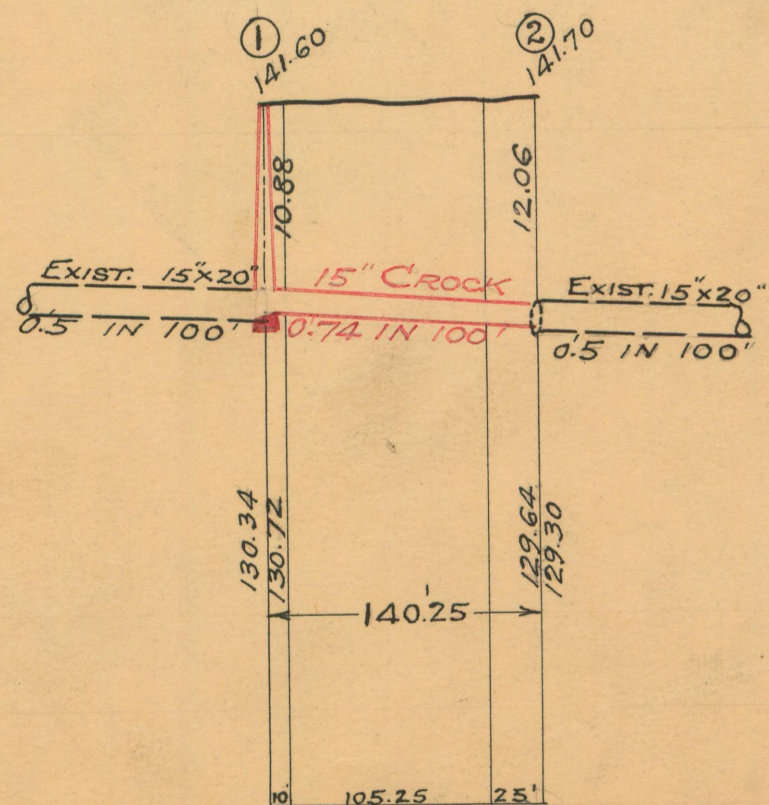 ① ②
141.60 141.70
10.88 12.06
EXIST. 15"x20" 15" CROCK EXIST. 15"x20"
0.5 IN 100' 0.74 IN 100' 0.5 IN 100'
130.34
130.72
129.64
129.30
140.25'
10' 105.25 25'